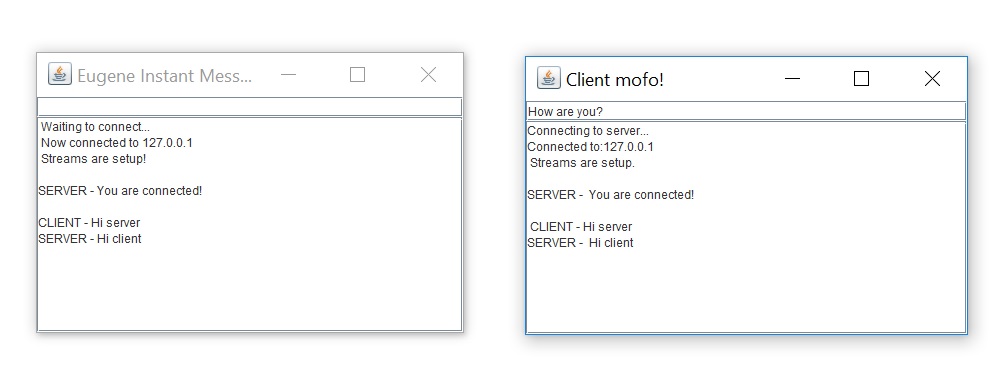 Eugene Instant Mess...
Waiting to connect...
Now connected to 127.0.0.1
Streams are setup!
SERVER - You are connected!
CLIENT - Hi server
SERVER - Hi client
Client mofo!
How are you?
Connecting to server...
Connected to:127.0.0.1
Streams are setup.
SERVER -  You are connected!
CLIENT - Hi server
SERVER -  Hi client